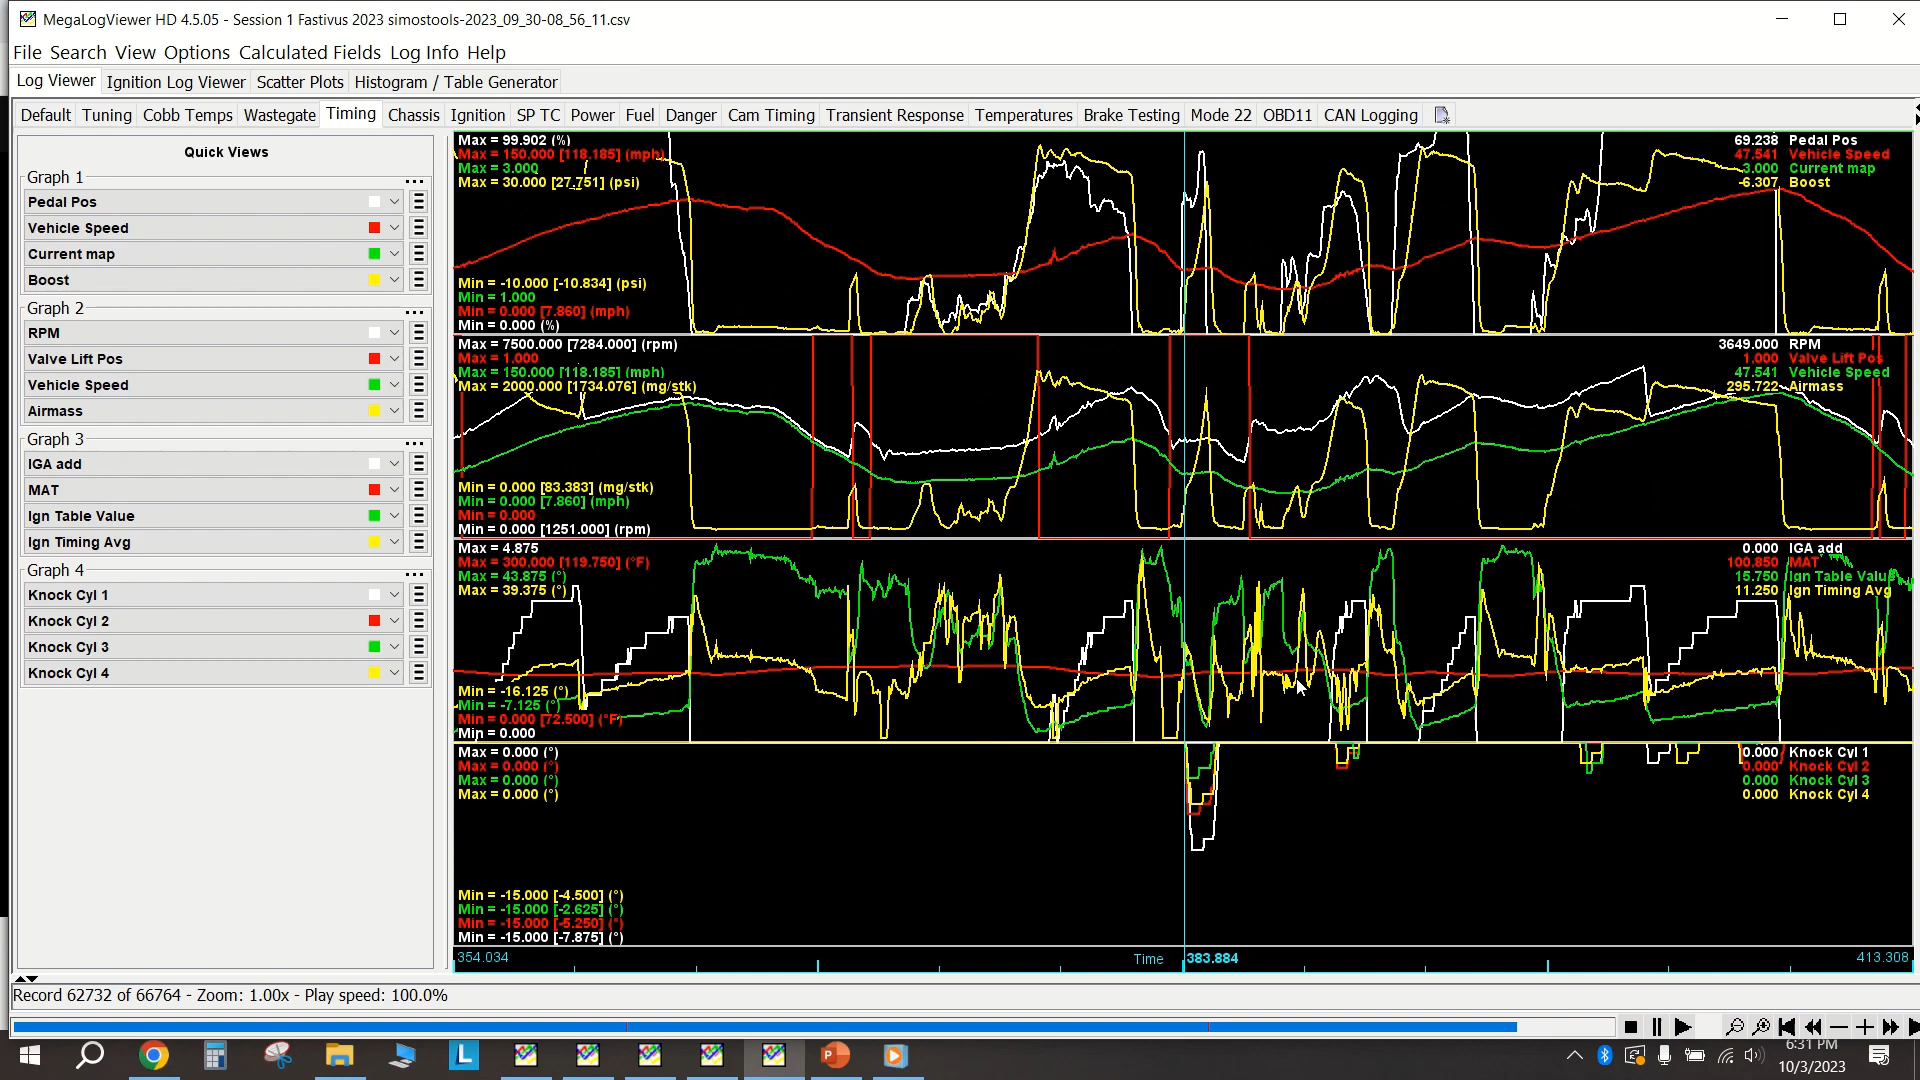 MegaLogViewer HD 4.5.05 - Session 1 Fastivus 2023 simostools-2023_09_30-08_56_11.csv
File Search View Options Calculated Fields Log Info Help
Log Viewer Ignition Log Viewer Scatter Plots Histogram / Table Generator
Default Tuning Cobb Temps Wastegate Timing Chassis Ignition SP TC Power Fuel Danger Cam Timing Transient Response Temperatures Brake Testing Mode 22 OBD11 CAN Logging
Quick Views
Graph 1
Pedal Pos
Vehicle Speed
Current map
Boost
Graph 2
RPM
Valve Lift Pos
Vehicle Speed
Airmass
Graph 3
IGA add
MAT
Ign Table Value
Ign Timing Avg
Graph 4
Knock Cyl 1
Knock Cyl 2
Knock Cyl 3
Knock Cyl 4
Max = 99.902 (%)
Max = 150.000 [118.185] (mph)
Max = 3.000
Max = 30.000 [27.751] (psi)
69.238 Pedal Pos
47.541 Vehicle Speed
3.000 Current map
-6.307 Boost
Min = -10.000 [-10.834] (psi)
Min = 1.000
Min = 0.000 [7.860] (mph)
Min = 0.000 (%)
Max = 7500.000 [7284.000] (rpm)
Max = 1.000
Max = 150.000 [118.185] (mph)
Max = 2000.000 [1734.076] (mg/stk)
3649.000 RPM
1.000 Valve Lift Pos
47.541 Vehicle Speed
295.722 Airmass
Min = 0.000 [83.383] (mg/stk)
Min = 0.000 [7.860] (mph)
Min = 0.000
Min = 0.000 [1251.000] (rpm)
Max = 4.875
Max = 300.000 [119.750] (°F)
Max = 43.875 (°)
Max = 39.375 (°)
0.000 IGA add
100.850 MAT
15.750 Ign Table Value
11.250 Ign Timing Avg
Min = -16.125 (°)
Min = -7.125 (°)
Min = 0.000 [72.500] (°F)
Min = 0.000
Max = 0.000 (°)
Max = 0.000 (°)
Max = 0.000 (°)
Max = 0.000 (°)
0.000 Knock Cyl 1
0.000 Knock Cyl 2
0.000 Knock Cyl 3
0.000 Knock Cyl 4
Min = -15.000 [-4.500] (°)
Min = -15.000 [-2.625] (°)
Min = -15.000 [-5.250] (°)
Min = -15.000 [-7.875] (°)
354.034 Time 383.884 413.308
Record 62732 of 66764 - Zoom: 1.00x - Play speed: 100.0%
6:31 PM
10/3/2023